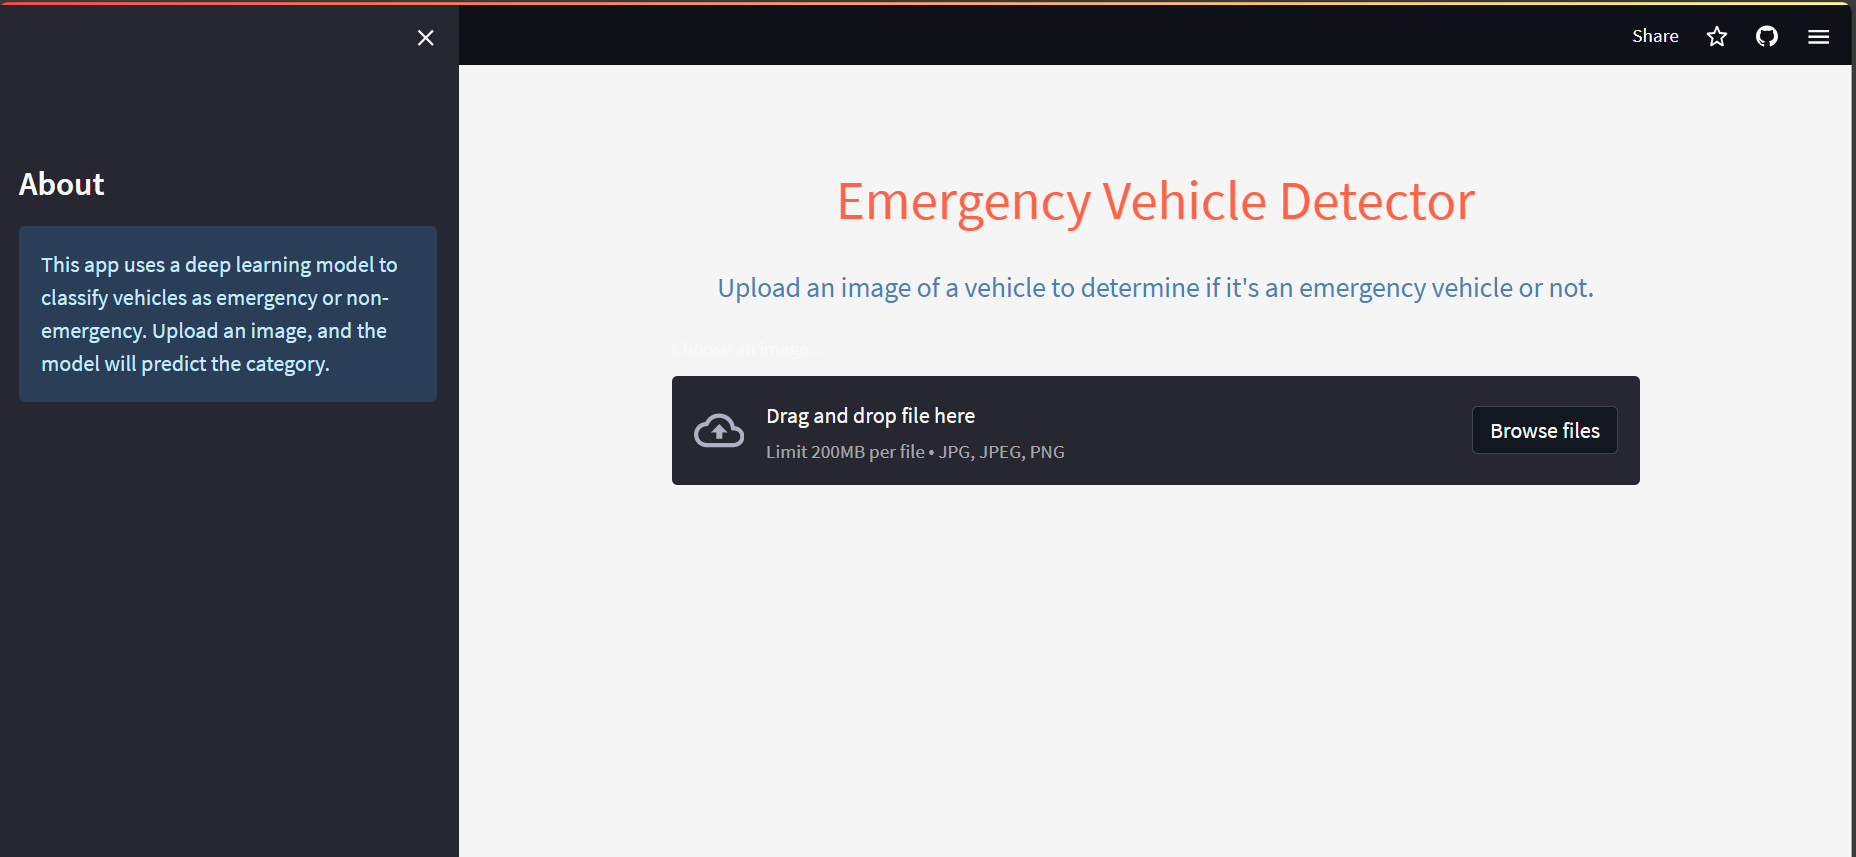 Share
About
This app uses a deep learning model to
classify vehicles as emergency or non-
emergency. Upload an image, and the
model will predict the category.
Emergency Vehicle Detector
Upload an image of a vehicle to determine if it's an emergency vehicle or not.
Choose an image...
Drag and drop file here
Limit 200MB per file • JPG, JPEG, PNG
Browse files